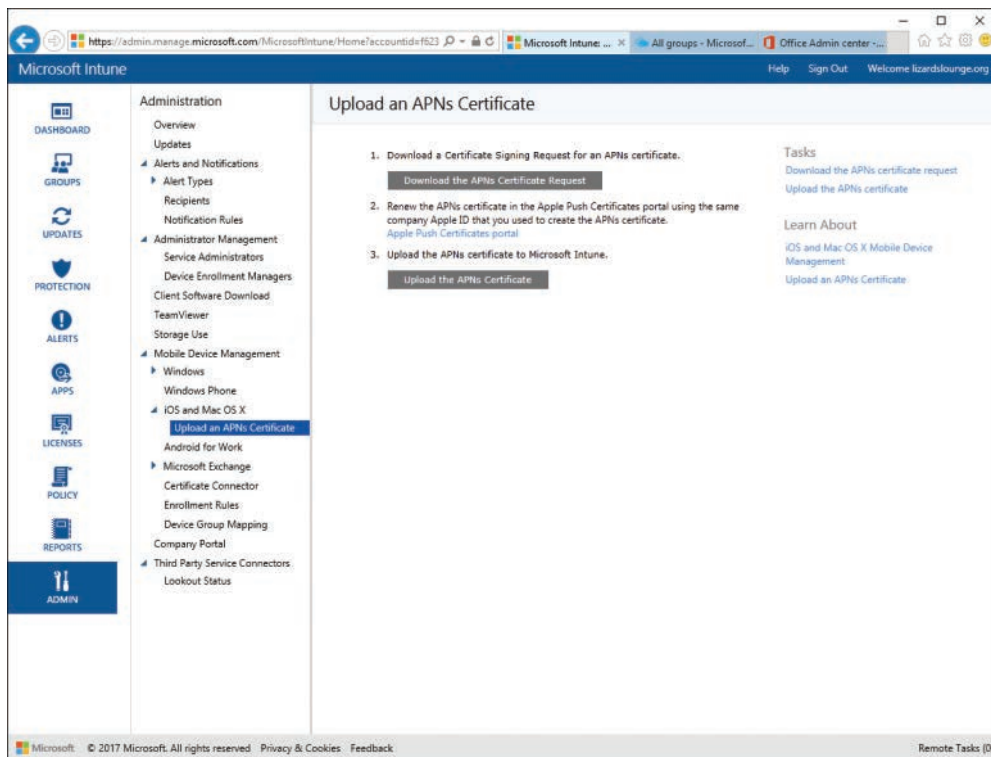 https://admin.manage.microsoft.com/MicrosoftIntune/Home?accountid=f623
Microsoft Intune: ...
All groups - Microsof...
Office Admin center -...
Microsoft Intune
Help
Sign Out
Welcome lizardslounge.org
DASHBOARD
GROUPS
UPDATES
PROTECTION
ALERTS
APPS
LICENSES
POLICY
REPORTS
ADMIN
Administration
Overview
Updates
Alerts and Notifications
Alert Types
Recipients
Notification Rules
Administrator Management
Service Administrators
Device Enrollment Managers
Client Software Download
TeamViewer
Storage Use
Mobile Device Management
Windows
Windows Phone
iOS and Mac OS X
Upload an APNs Certificate
Android for Work
Microsoft Exchange
Certificate Connector
Enrollment Rules
Device Group Mapping
Company Portal
Third Party Service Connectors
Lookout Status
Upload an APNs Certificate
1. Download a Certificate Signing Request for an APNs certificate.
Download the APNs Certificate Request
2. Renew the APNs certificate in the Apple Push Certificates portal using the same
company Apple ID that you used to create the APNs certificate.
Apple Push Certificates portal
3. Upload the APNs certificate to Microsoft Intune.
Upload the APNs Certificate
Tasks
Download the APNs certificate request
Upload the APNs certificate
Learn About
iOS and Mac OS X Mobile Device
Management
Upload an APNs Certificate
Microsoft © 2017 Microsoft. All rights reserved Privacy & Cookies Feedback
Remote Tasks (0